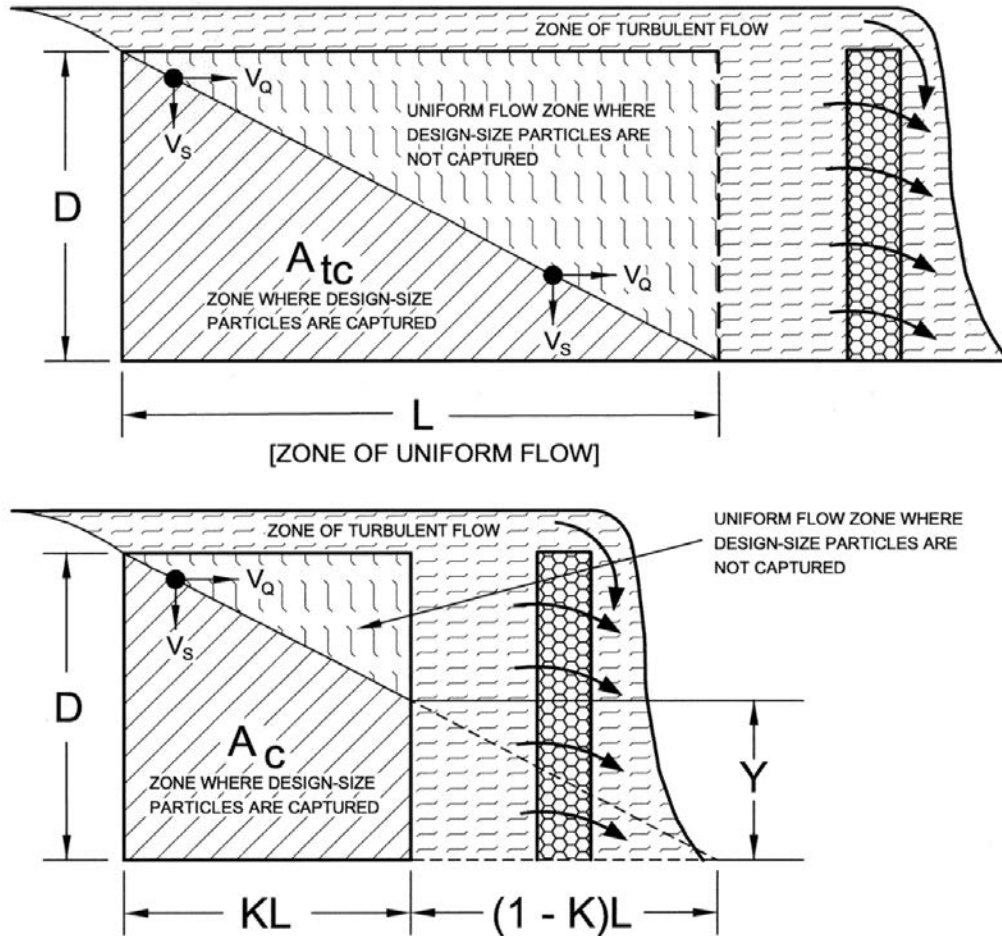 ZONE OF TURBULENT FLOW
V_Q
UNIFORM FLOW ZONE WHERE
DESIGN-SIZE PARTICLES ARE
NOT CAPTURED
V_S
D
A_tc
ZONE WHERE DESIGN-SIZE
PARTICLES ARE CAPTURED
V_Q
V_S
L
[ZONE OF UNIFORM FLOW]
ZONE OF TURBULENT FLOW
UNIFORM FLOW ZONE WHERE
DESIGN-SIZE PARTICLES ARE
NOT CAPTURED
V_Q
V_S
D
A_c
ZONE WHERE DESIGN-SIZE
PARTICLES ARE CAPTURED
Y
KL
(1 - K)L